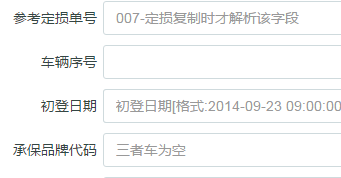 参考定损单号 007-定损复制时才解析该字段
车辆序号
初登日期 初登日期[格式:2014-09-23 09:00:00
承保品牌代码 三者车为空